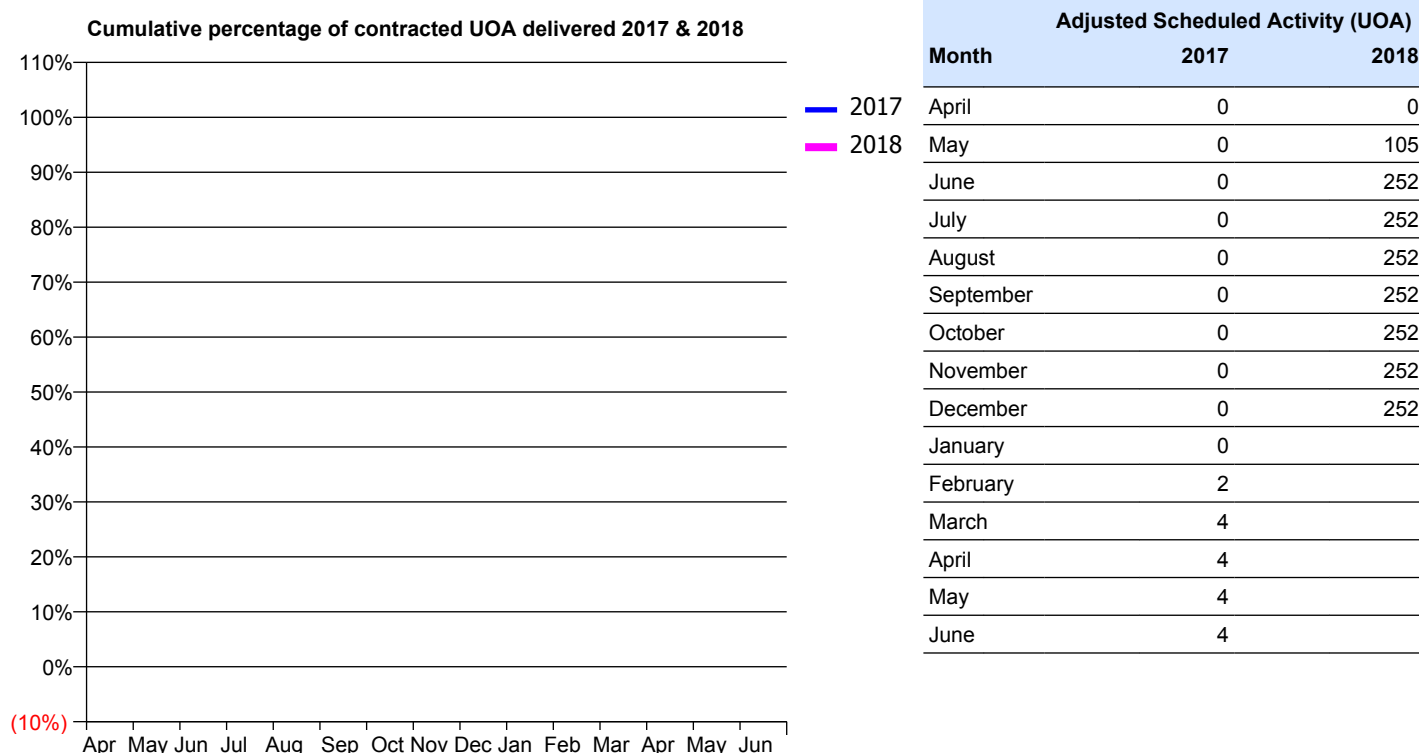 Cumulative percentage of contracted UOA delivered 2017 & 2018
110%
100%
90%
80%
70%
60%
50%
40%
30%
20%
10%
0%
(10%)
Apr May Jun Jul Aug Sep Oct Nov Dec Jan Feb Mar Apr May Jun
2017
2018
Adjusted Scheduled Activity (UOA)
Month 2017 2018
April 0 0
May 0 105
June 0 252
July 0 252
August 0 252
September 0 252
October 0 252
November 0 252
December 0 252
January 0
February 2
March 4
April 4
May 4
June 4